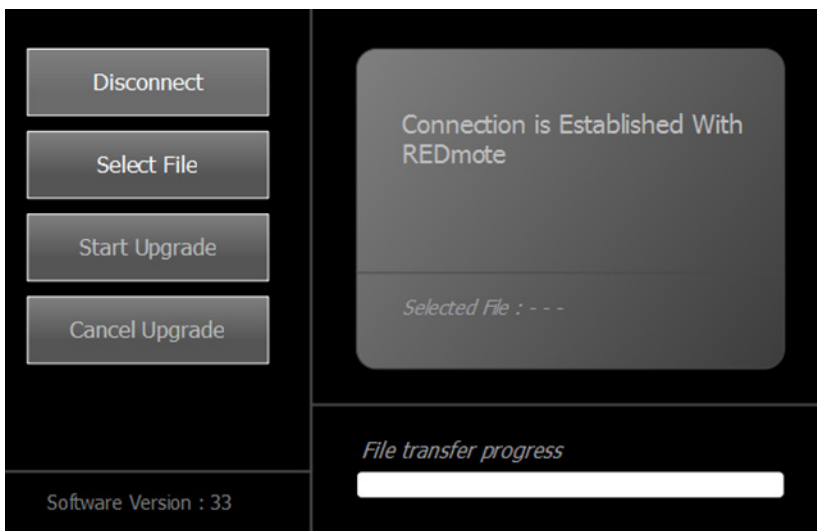 Disconnect
Select File
Start Upgrade
Cancel Upgrade
Software Version : 33
Connection is Established With
REDmote
Selected File : - - -
File transfer progress